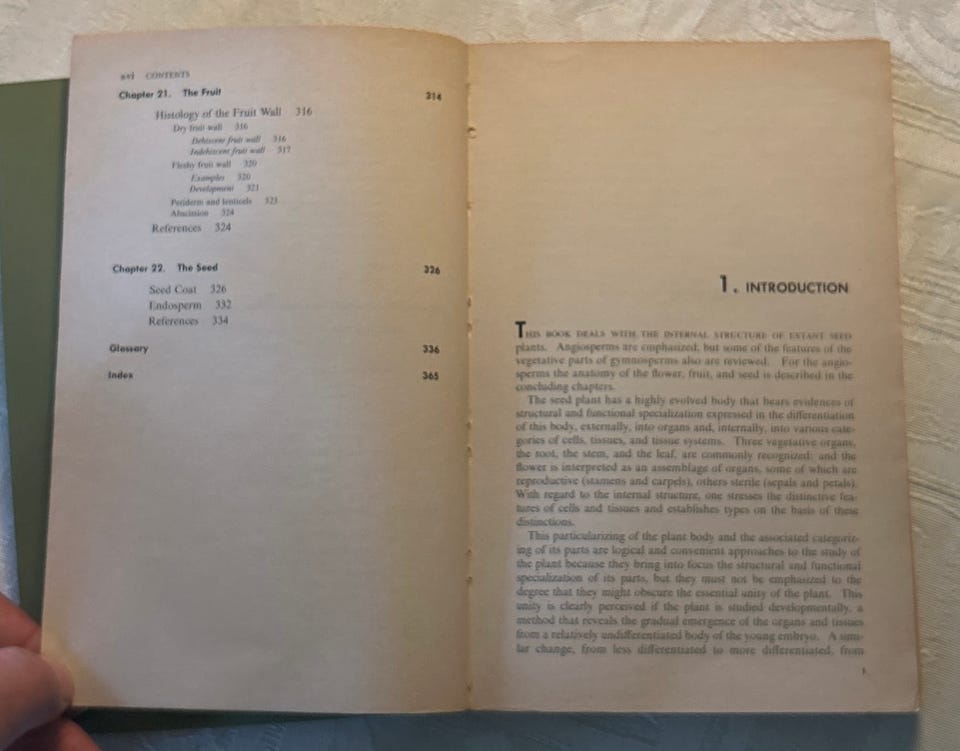 xvi CONTENTS
Chapter 21. The Fruit 314
Histology of the Fruit Wall 316
Dry fruit wall 316
Dehiscent fruit wall 316
Indehiscent fruit wall 317
Fleshy fruit wall 320
Examples 320
Development 321
Periderm and lenticels 323
Abscission 324
References 324
Chapter 22. The Seed 326
Seed Coat 326
Endosperm 332
References 334
Glossary 336
Index 365
1. INTRODUCTION
THIS BOOK DEALS WITH THE INTERNAL STRUCTURE OF EXTANT SEED
plants. Angiosperms are emphasized, but some of the features of the
vegetative parts of gymnosperms also are reviewed. For the angio-
sperms the anatomy of the flower, fruit, and seed is described in the
concluding chapters.
The seed plant has a highly evolved body that bears evidences of
structural and functional specialization expressed in the differentiation
of this body, externally, into organs and, internally, into various cate-
gories of cells, tissues, and tissue systems. Three vegetative organs,
the root, the stem, and the leaf, are commonly recognized; and the
flower is interpreted as an assemblage of organs, some of which are
reproductive (stamens and carpels), others sterile (sepals and petals).
With regard to the internal structure, one stresses the distinctive fea-
tures of cells and tissues and establishes types on the basis of these
distinctions.
This particularizing of the plant body and the associated categoriz-
ing of its parts are logical and convenient approaches to the study of
the plant because they bring into focus the structural and functional
specialization of its parts, but they must not be emphasized to the
degree that they might obscure the essential unity of the plant. This
unity is clearly perceived if the plant is studied developmentally, a
method that reveals the gradual emergence of the organs and tissues
from a relatively undifferentiated body of the young embryo. A simi-
lar change, from less differentiated to more differentiated, from
1